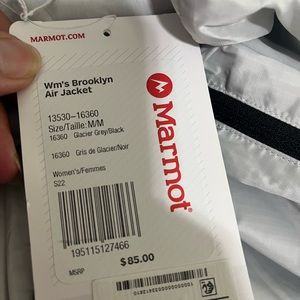 MARMOT.COM
Wm's Brooklyn
Air Jacket
13530-16360
Size/Taille: M/M
16360 Glacier Grey/Black
16360 Gris de Glacier/Noir
Women's/Femmes
S22
195115127466
MSRP
$85.00
Marmot